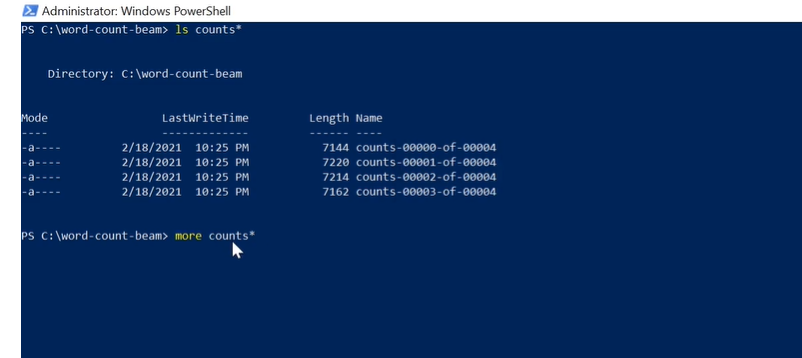 Administrator: Windows PowerShell
PS C:\word-count-beam> ls counts*
Directory: C:\word-count-beam
Mode LastWriteTime Length Name
---- ------------- ------ ----
-a---- 2/18/2021 10:25 PM 7144 counts-00000-of-00004
-a---- 2/18/2021 10:25 PM 7220 counts-00001-of-00004
-a---- 2/18/2021 10:25 PM 7214 counts-00002-of-00004
-a---- 2/18/2021 10:25 PM 7162 counts-00003-of-00004
PS C:\word-count-beam> more counts*